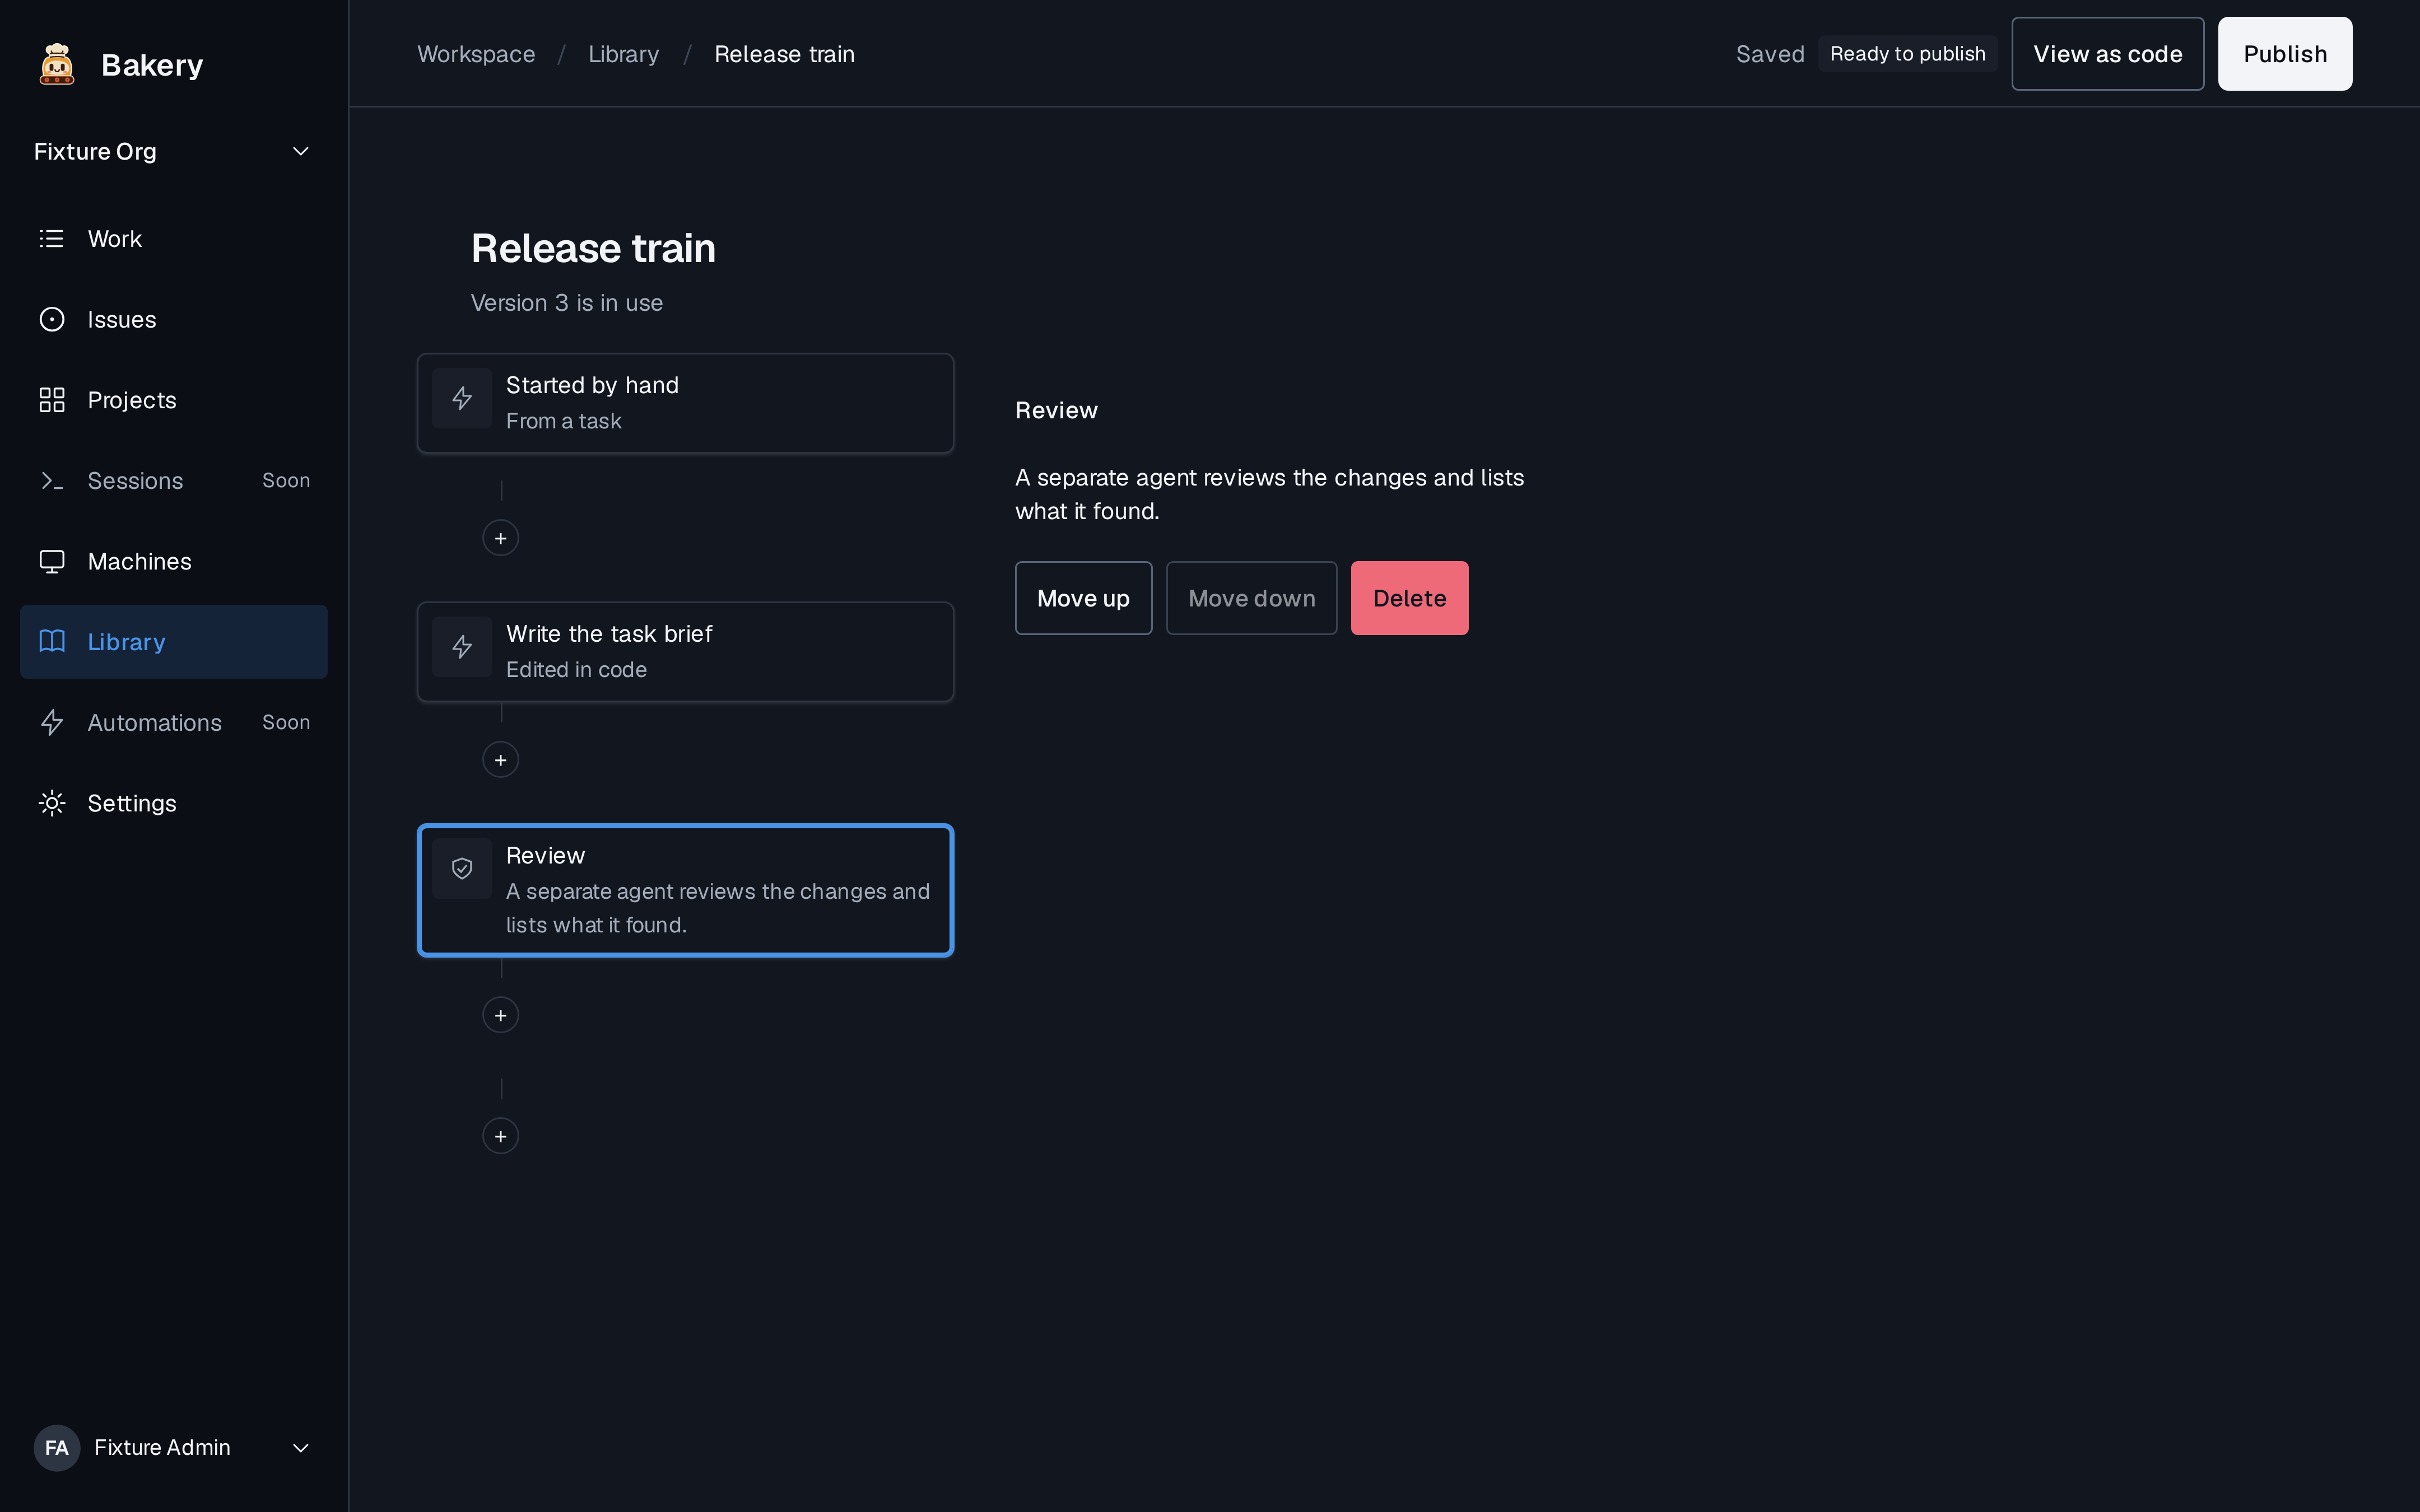 Bakery
Fixture Org
Work
Issues
Projects
Sessions Soon
Machines
Library
Automations Soon
Settings
FA Fixture Admin
Workspace / Library / Release train
Saved Ready to publish View as code Publish
Release train
Version 3 is in use
Started by hand
From a task
+
Write the task brief
Edited in code
+
Review
A separate agent reviews the changes and
lists what it found.
+
+
Review
A separate agent reviews the changes and lists
what it found.
Move up Move down Delete